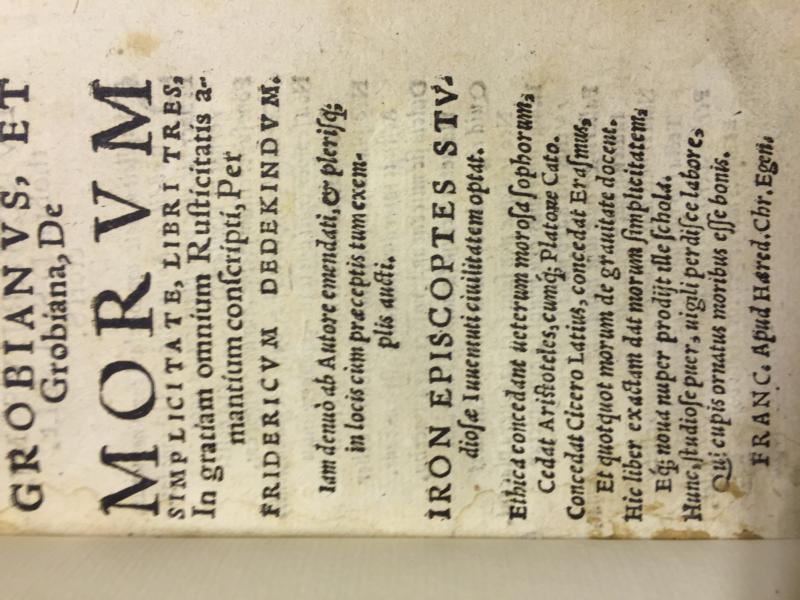 GROBIANVS, ET
Grobiana, De
MORVM
SIMPLICITATE, LIBRI TRES,
In gratiam omnium Rusticitatis a-
mantium conscripti, Per
FRIDERICVM DEDEKINDVM.
Iam denuò ab Autore emendati, & plerisq;
in locis cùm præceptis tum exem-
plis aucti.
IRON EPISCOPTES STV-
diosæ Iuuentuti ciuilitatem optat.
Ethica concedant ueterum morosa sophorum,
Cedat Aristoteles, cumq; Platone Cato.
Concedat Cicero Latius, concedat Erasmus,
Et quotquot morum de grauitate docent.
Hic liber exactam dat morum simplicitatem,
Eq; noua nuper prodijt ille schola.
Hunc, studiose puer, uigili perdisce labore,
Qui cupis ornatus moribus esse bonis.
FRANC. Apud Hæred. Chr. Egen.